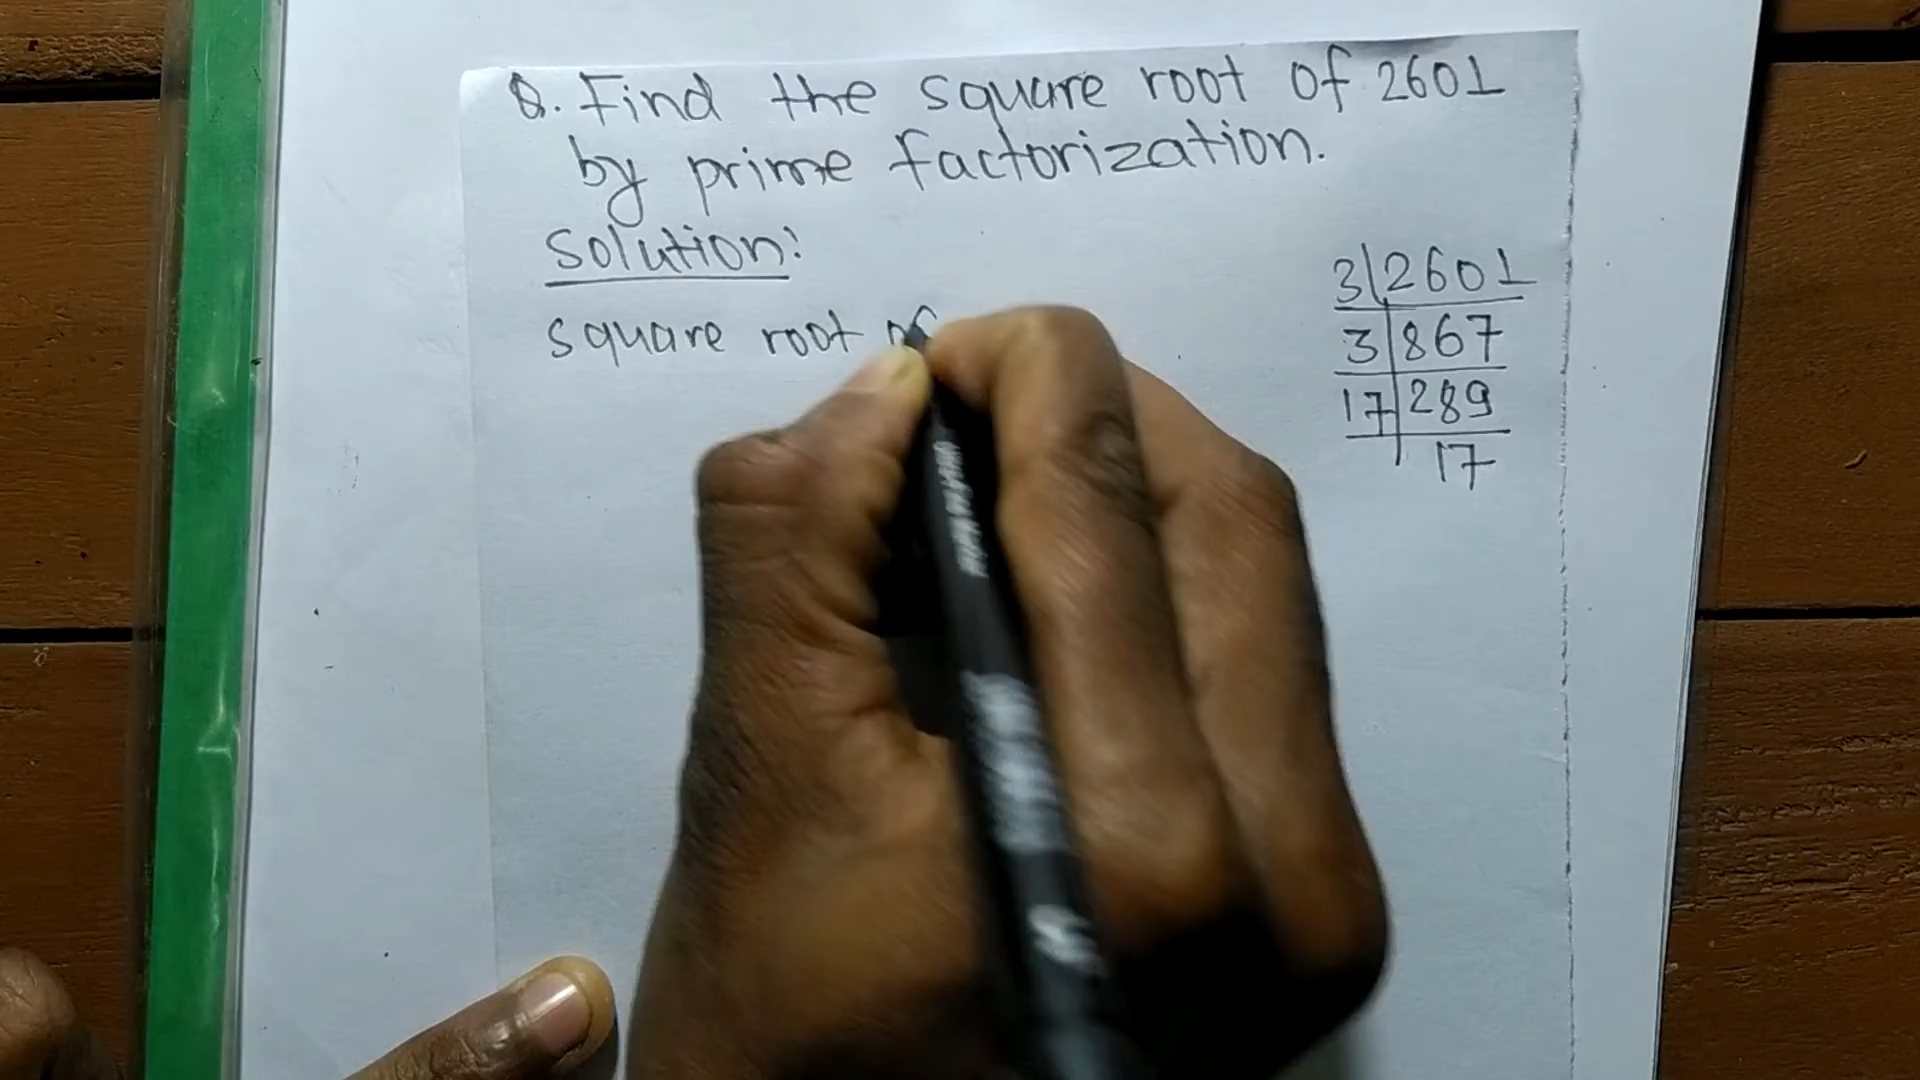 Q. Find the square root of 2601
by prime factorization.
Solution:
square root of
3 2601
3 867
17 289
17